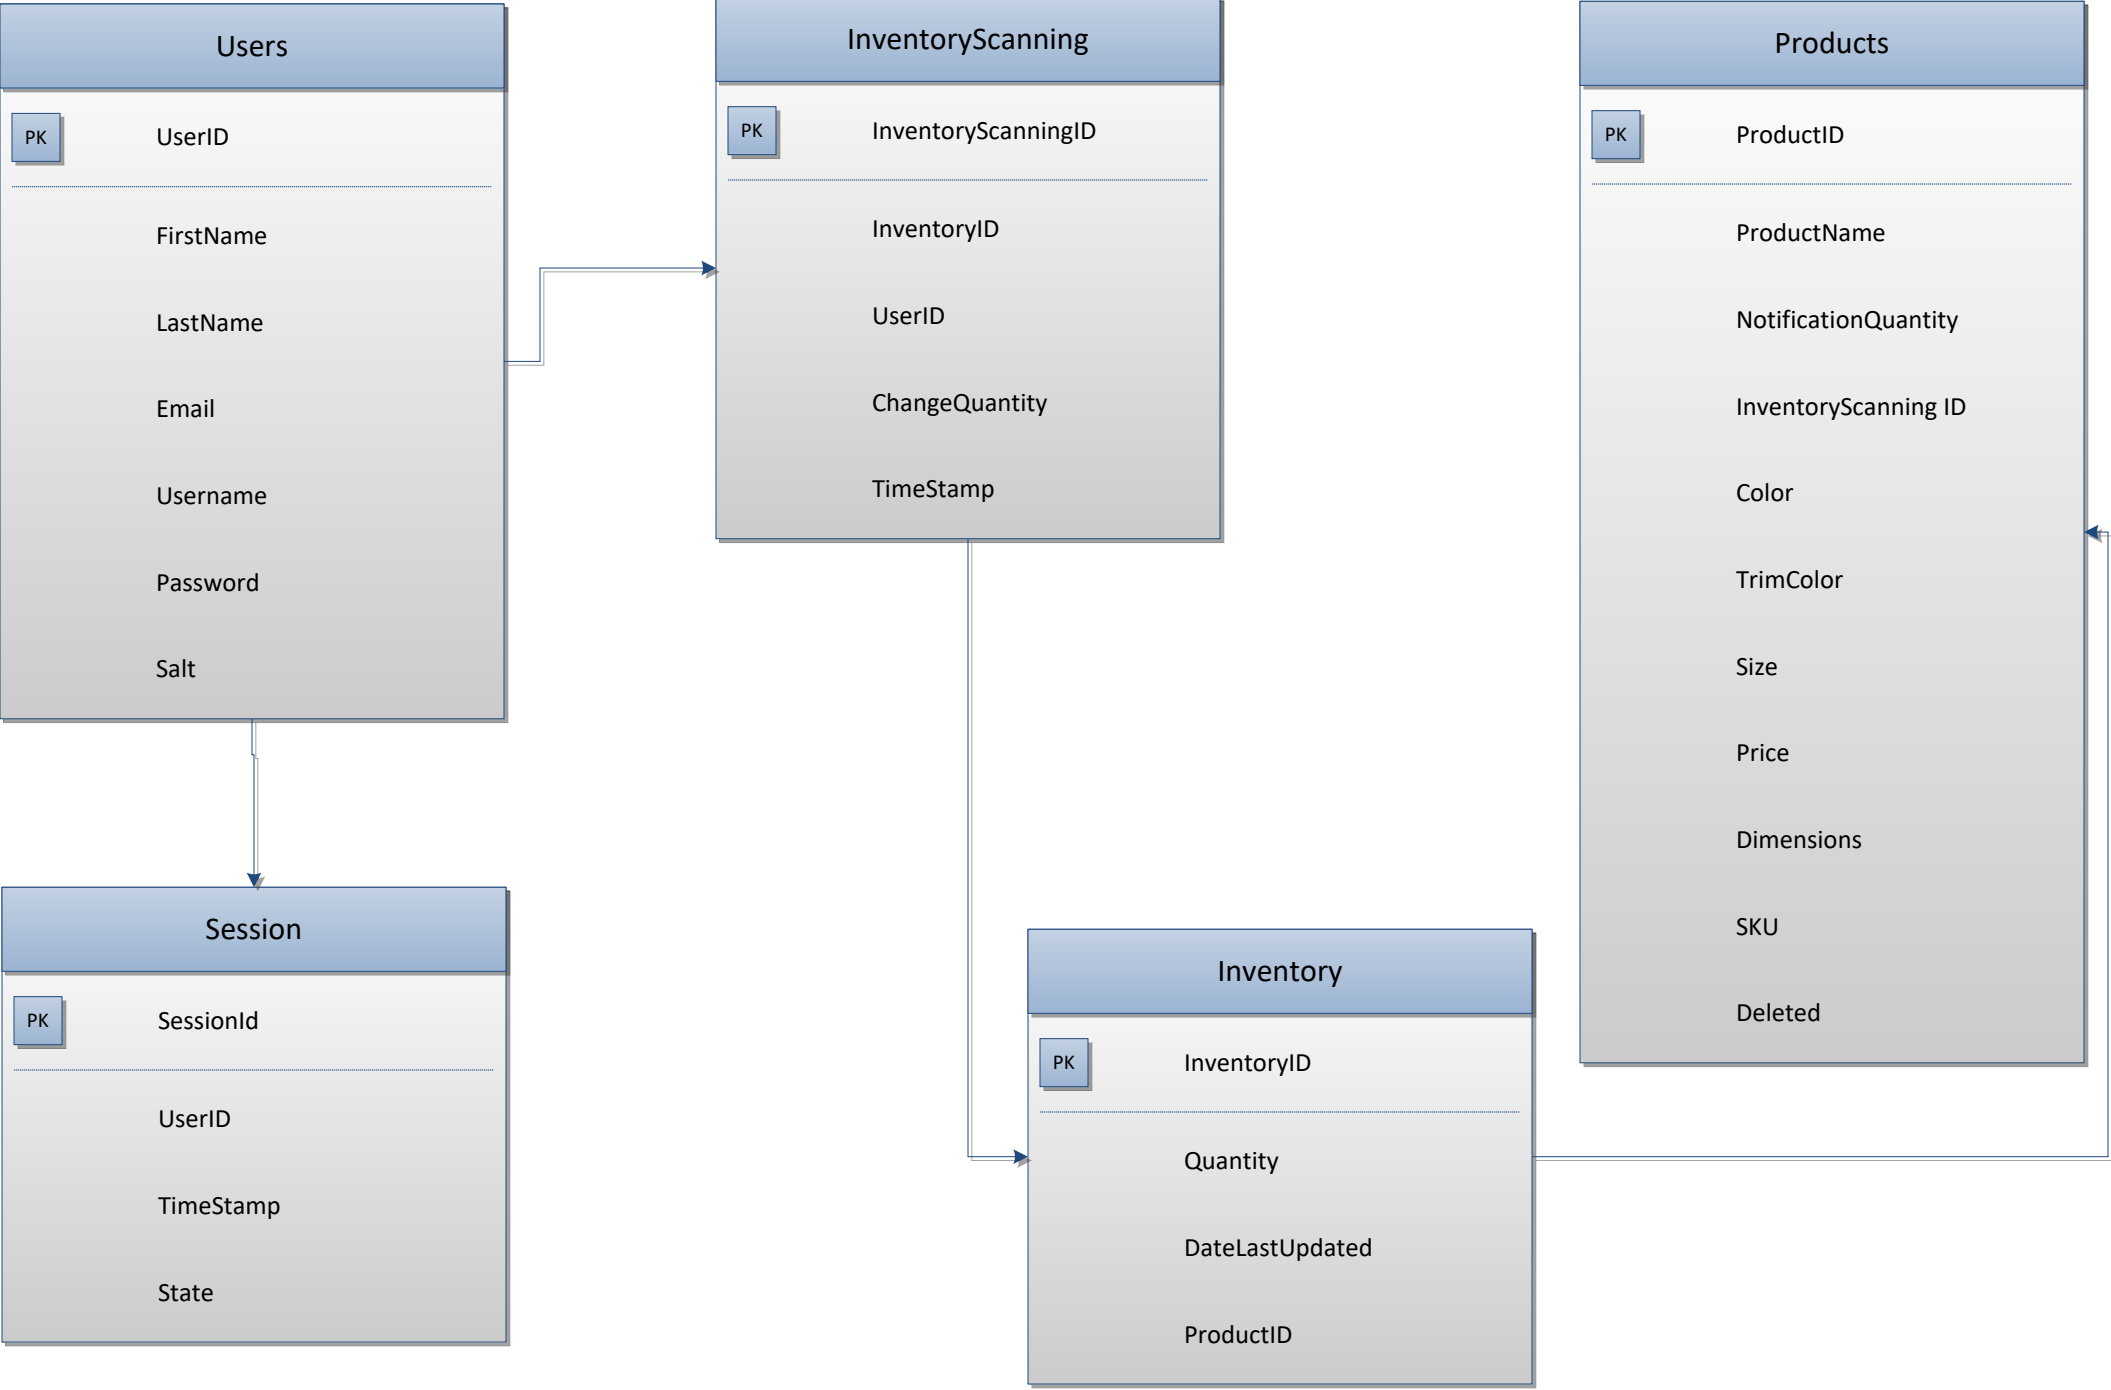 Users
PK
UserID
FirstName
LastName
Email
Username
Password
Salt
InventoryScanning
PK
InventoryScanningID
InventoryID
UserID
ChangeQuantity
TimeStamp
Products
PK
ProductID
ProductName
NotificationQuantity
InventoryScanning ID
Color
TrimColor
Size
Price
Dimensions
SKU
Deleted
Session
PK
SessionId
UserID
TimeStamp
State
Inventory
PK
InventoryID
Quantity
DateLastUpdated
ProductID